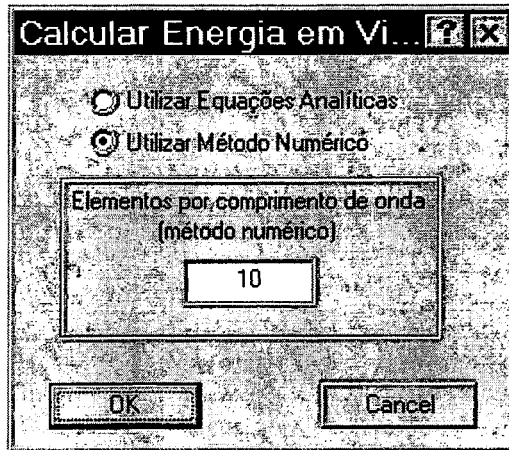 Calcular Energia em Vi...
Utilizar Equações Analíticas
Utilizar Método Numérico
Elementos por comprimento de onda
(método numérico)
10
OK
Cancel